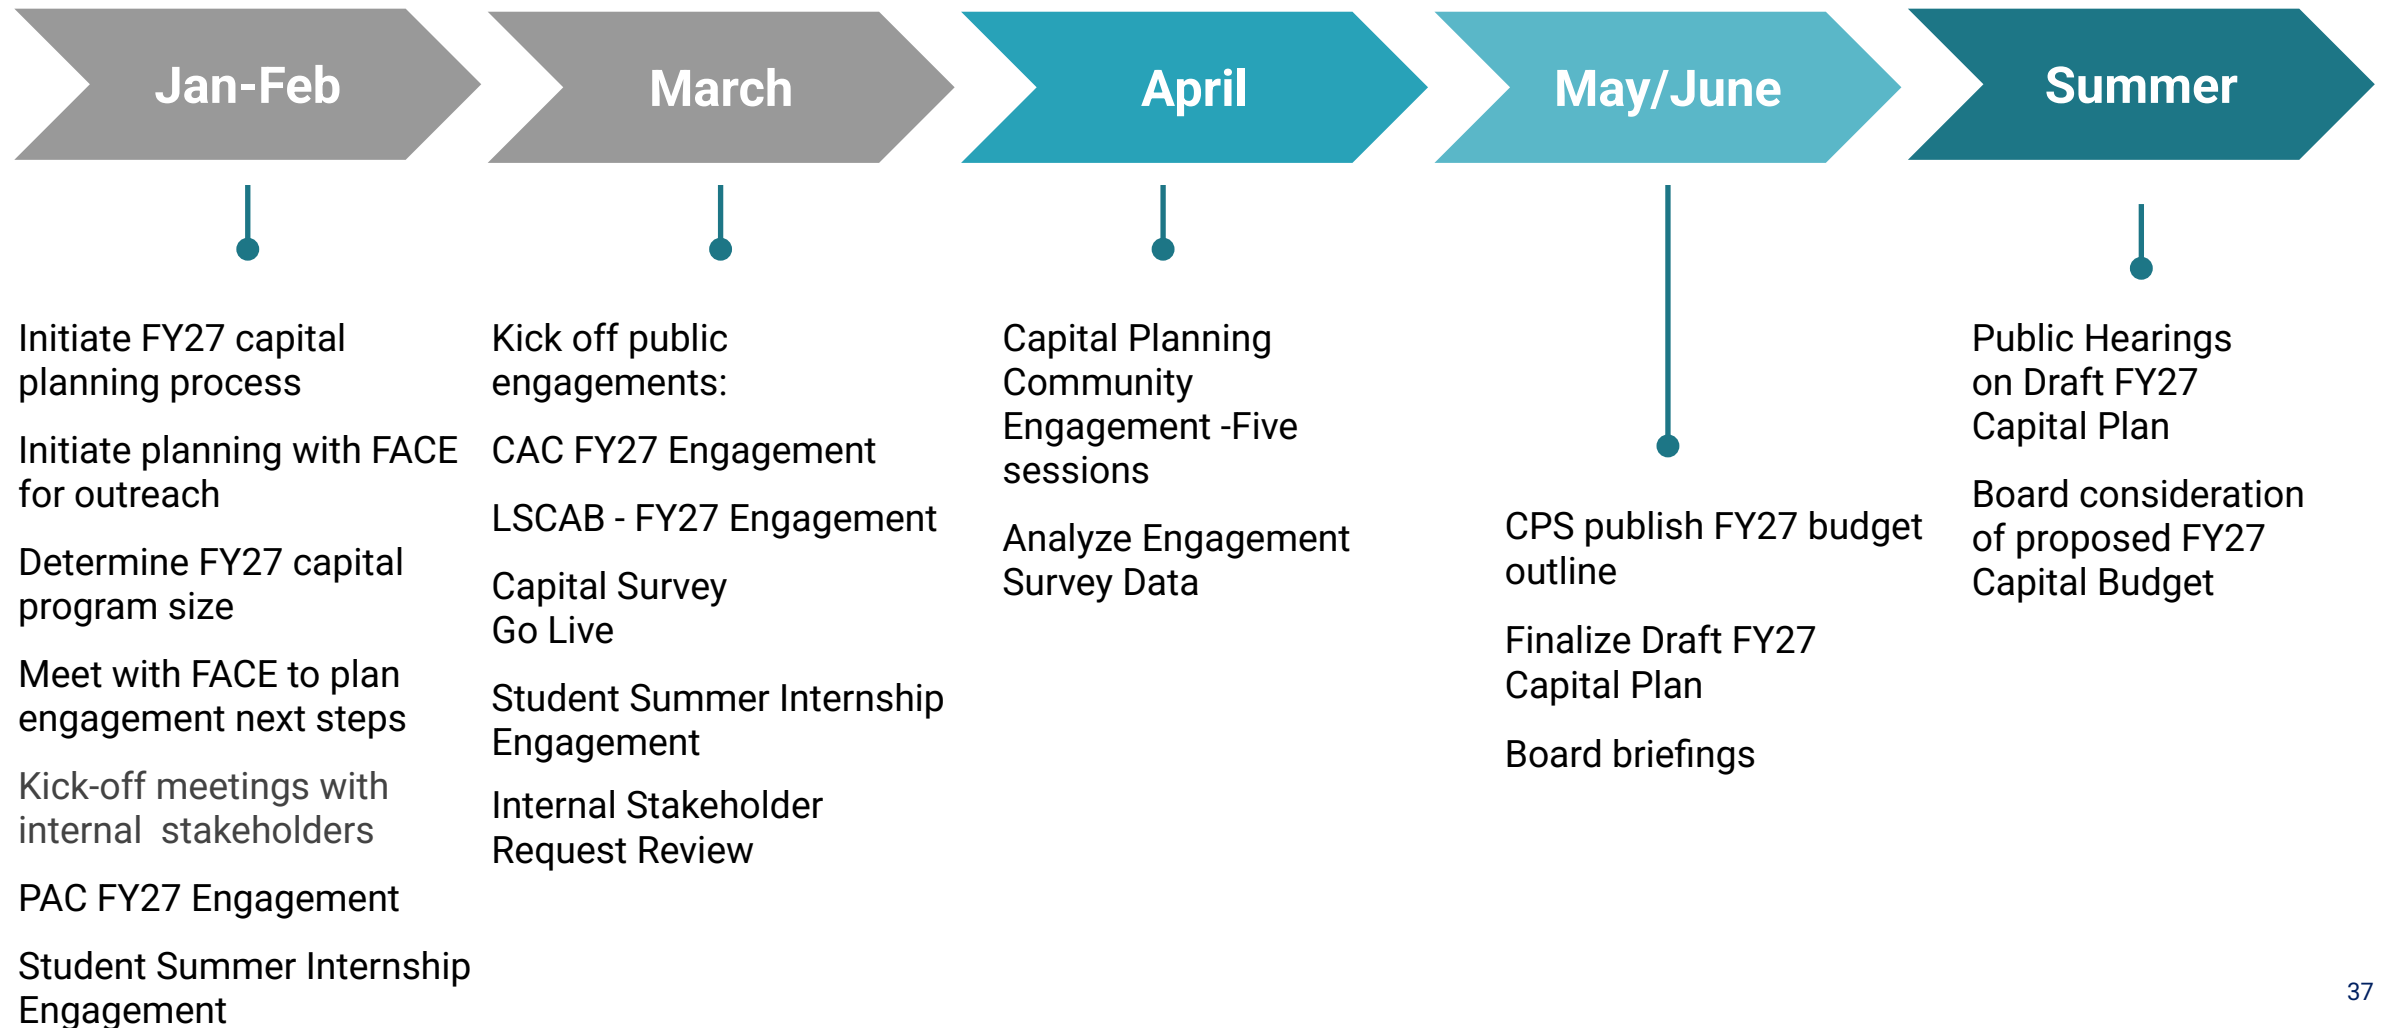 Jan-Feb
Initiate FY27 capital
planning process
Initiate planning with FACE
for outreach
Determine FY27 capital
program size
Meet with FACE to plan
engagement next steps
Kick-off meetings with
internal  stakeholders
PAC FY27 Engagement
Student Summer Internship
Engagement
March
Kick off public
engagements:
CAC FY27 Engagement
LSCAB - FY27 Engagement
Capital Survey
Go Live
Student Summer Internship
Engagement
Internal Stakeholder
Request Review
April
Capital Planning
Community
Engagement -Five
sessions
Analyze Engagement
Survey Data
May/June
CPS publish FY27 budget
outline
Finalize Draft FY27
Capital Plan
Board briefings
Summer
Public Hearings
on Draft FY27
Capital Plan
Board consideration
of proposed FY27
Capital Budget
37